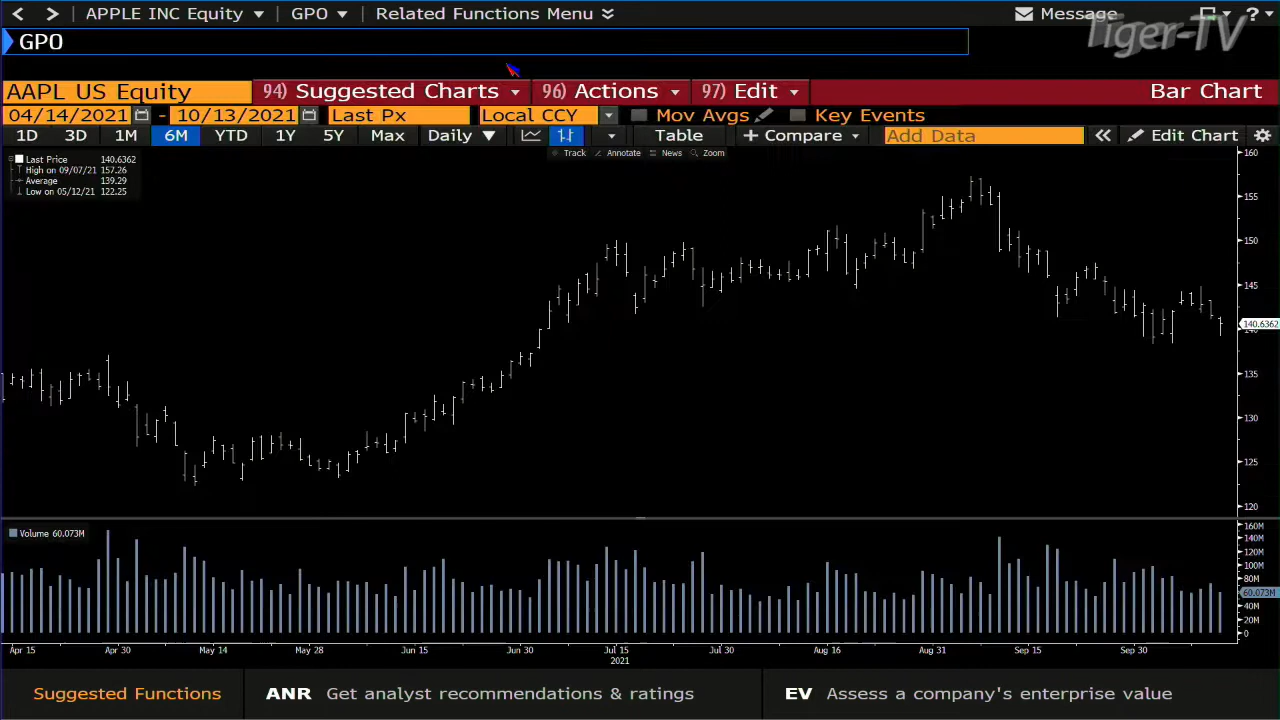 APPLE INC Equity GPO Related Functions Menu Message ?
Tiger-TV
GPO
AAPL US Equity 94) Suggested Charts 96) Actions 97) Edit Bar Chart
04/14/2021 - 10/13/2021 Last Px Local CCY Mov Avgs Key Events
1D 3D 1M 6M YTD 1Y 5Y Max Daily Table + Compare Add Data Edit Chart
Track Annotate News Zoom
Last Price 140.6362
High on 09/07/21 157.26
Average 139.29
Low on 05/12/21 122.25
160
155
150
145
140.6362
140
135
130
125
120
Volume 60.073M
160M
140M
120M
100M
80M
60.073M
40M
20M
0
Apr 15 Apr 30 May 14 May 28 Jun 15 Jun 30 Jul 15 Jul 30 Aug 16 Aug 31 Sep 15 Sep 30
2021
Suggested Functions ANR Get analyst recommendations & ratings EV Assess a company's enterprise value